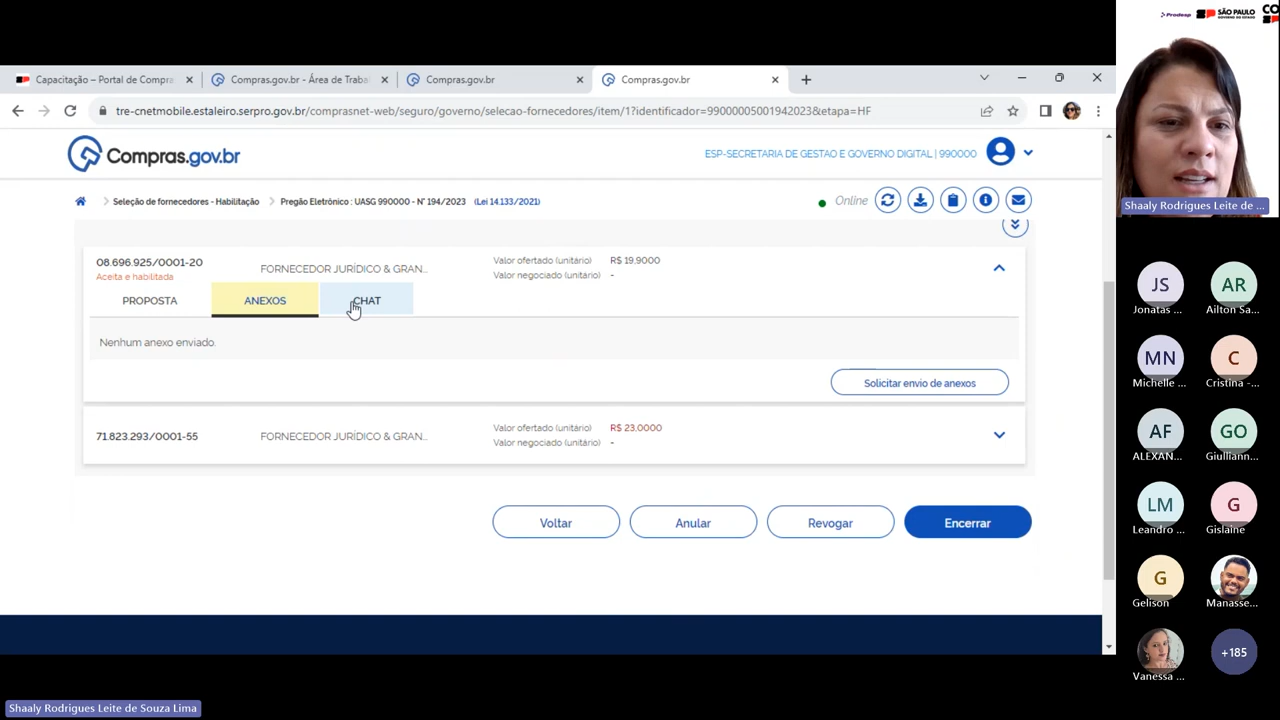 Prodesp
SÃO PAULO
GOVERNO DO ESTADO
CO
Capacitação – Portal de Compra
Compras.gov.br - Área de Traba
Compras.gov.br
Compras.gov.br
tre-cnetmobile.estaleiro.serpro.gov.br/comprasnet-web/seguro/governo/selecao-fornecedores/item/1?identificador=99000005001942023&etapa=HF
Compras.gov.br
ESP-SECRETARIA DE GESTAO E GOVERNO DIGITAL | 990000
Seleção de fornecedores - Habilitação
Pregão Eletrônico : UASG 990000 - N° 194/2023 (Lei 14.133/2021)
Online
08.696.925/0001-20
Aceita e habilitada
FORNECEDOR JURÍDICO & GRAN...
Valor ofertado (unitário) R$ 19,9000
Valor negociado (unitário) -
PROPOSTA
ANEXOS
CHAT
Nenhum anexo enviado.
Solicitar envio de anexos
71.823.293/0001-55
FORNECEDOR JURÍDICO & GRAN...
Valor ofertado (unitário) R$ 23,0000
Valor negociado (unitário) -
Voltar
Anular
Revogar
Encerrar
Shaaly Rodrigues Leite de ...
JS
Jonatas ...
AR
Ailton Sa...
MN
Michelle ...
C
Cristina -...
AF
ALEXAN...
GO
Giulliann...
LM
Leandro ...
G
Gislaine
G
Gelison
Manasse...
Vanessa ...
+185
Shaaly Rodrigues Leite de Souza Lima